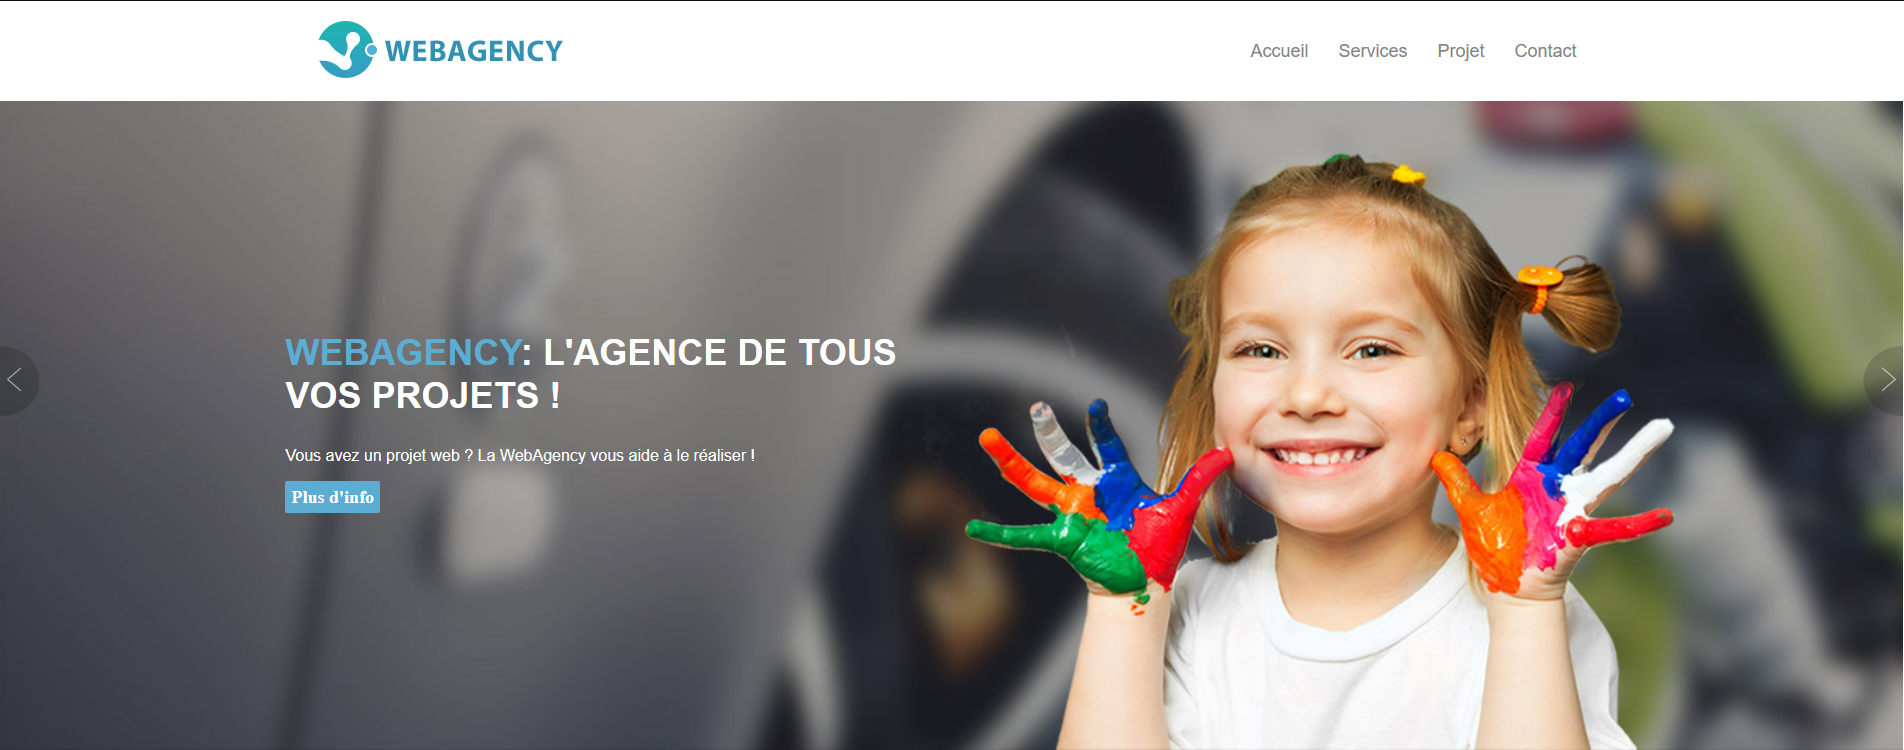 WEBAGENCY
Accueil Services Projet Contact
WEBAGENCY: L'AGENCE DE TOUS
VOS PROJETS !
Vous avez un projet web ? La WebAgency vous aide à le réaliser !
Plus d'info